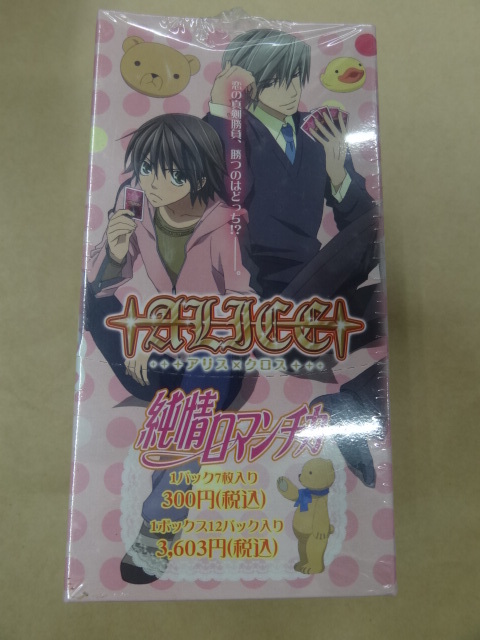 恋の真剣勝負、勝つのはどっち!?――。
+ALICE+
アリス×クロス
純情ロマンチカ
1パック7枚入り
300円(税込)
1ボックス12パック入り
3,603円(税込)